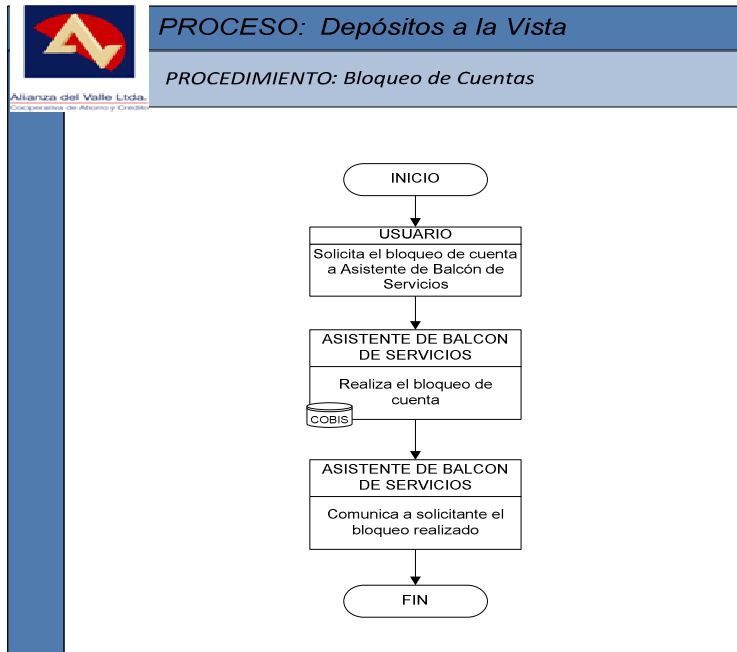 PROCESO: Depósitos a la Vista
PROCEDIMIENTO: Bloqueo de Cuentas
Alianza del Valle Ltda.
Cooperativa de Ahorro y Crédito
INICIO
USUARIO
Solicita el bloqueo de cuenta
a Asistente de Balcón de
Servicios
ASISTENTE DE BALCON
DE SERVICIOS
Realiza el bloqueo de
cuenta
COBIS
ASISTENTE DE BALCON
DE SERVICIOS
Comunica a solicitante el
bloqueo realizado
FIN